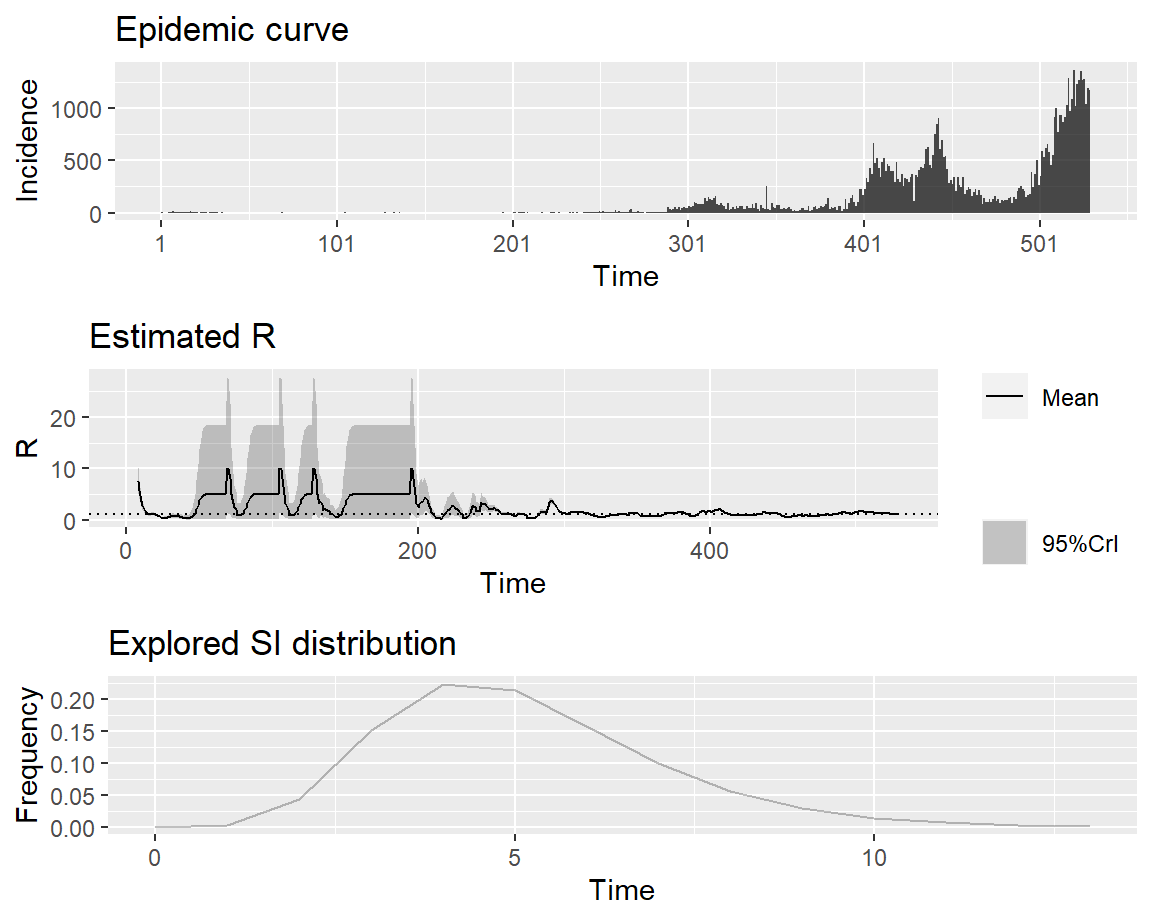 Epidemic curve
Incidence
1000
500
0
1 101 201 301 401 501
Time
Estimated R
R
20
10
0
0 200 400
Time
Mean
95%CrI
Explored SI distribution
Frequency
0.20
0.15
0.10
0.05
0.00
0 5 10
Time